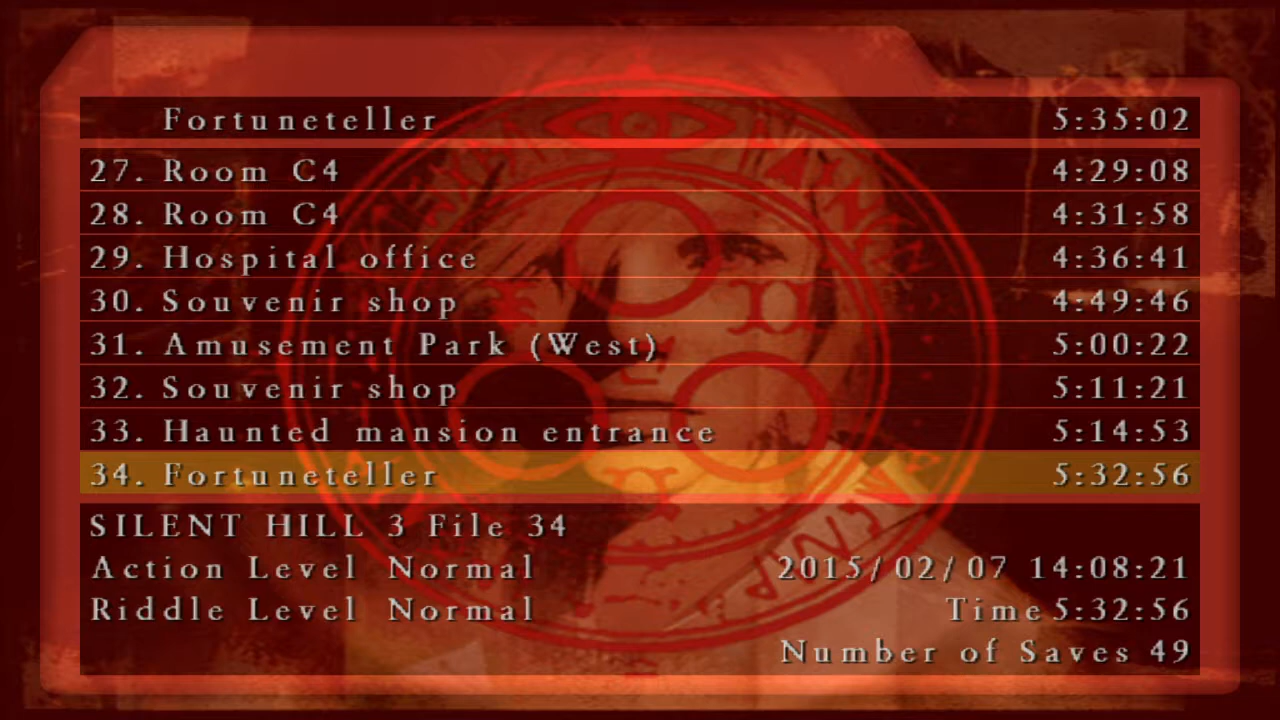 Fortuneteller 5:35:02
27. Room C4 4:29:08
28. Room C4 4:31:58
29. Hospital office 4:36:41
30. Souvenir shop 4:49:46
31. Amusement Park (West) 5:00:22
32. Souvenir shop 5:11:21
33. Haunted mansion entrance 5:14:53
34. Fortuneteller 5:32:56
SILENT HILL 3 File 34
Action Level Normal 2015/02/07 14:08:21
Riddle Level Normal Time 5:32:56
Number of Saves 49